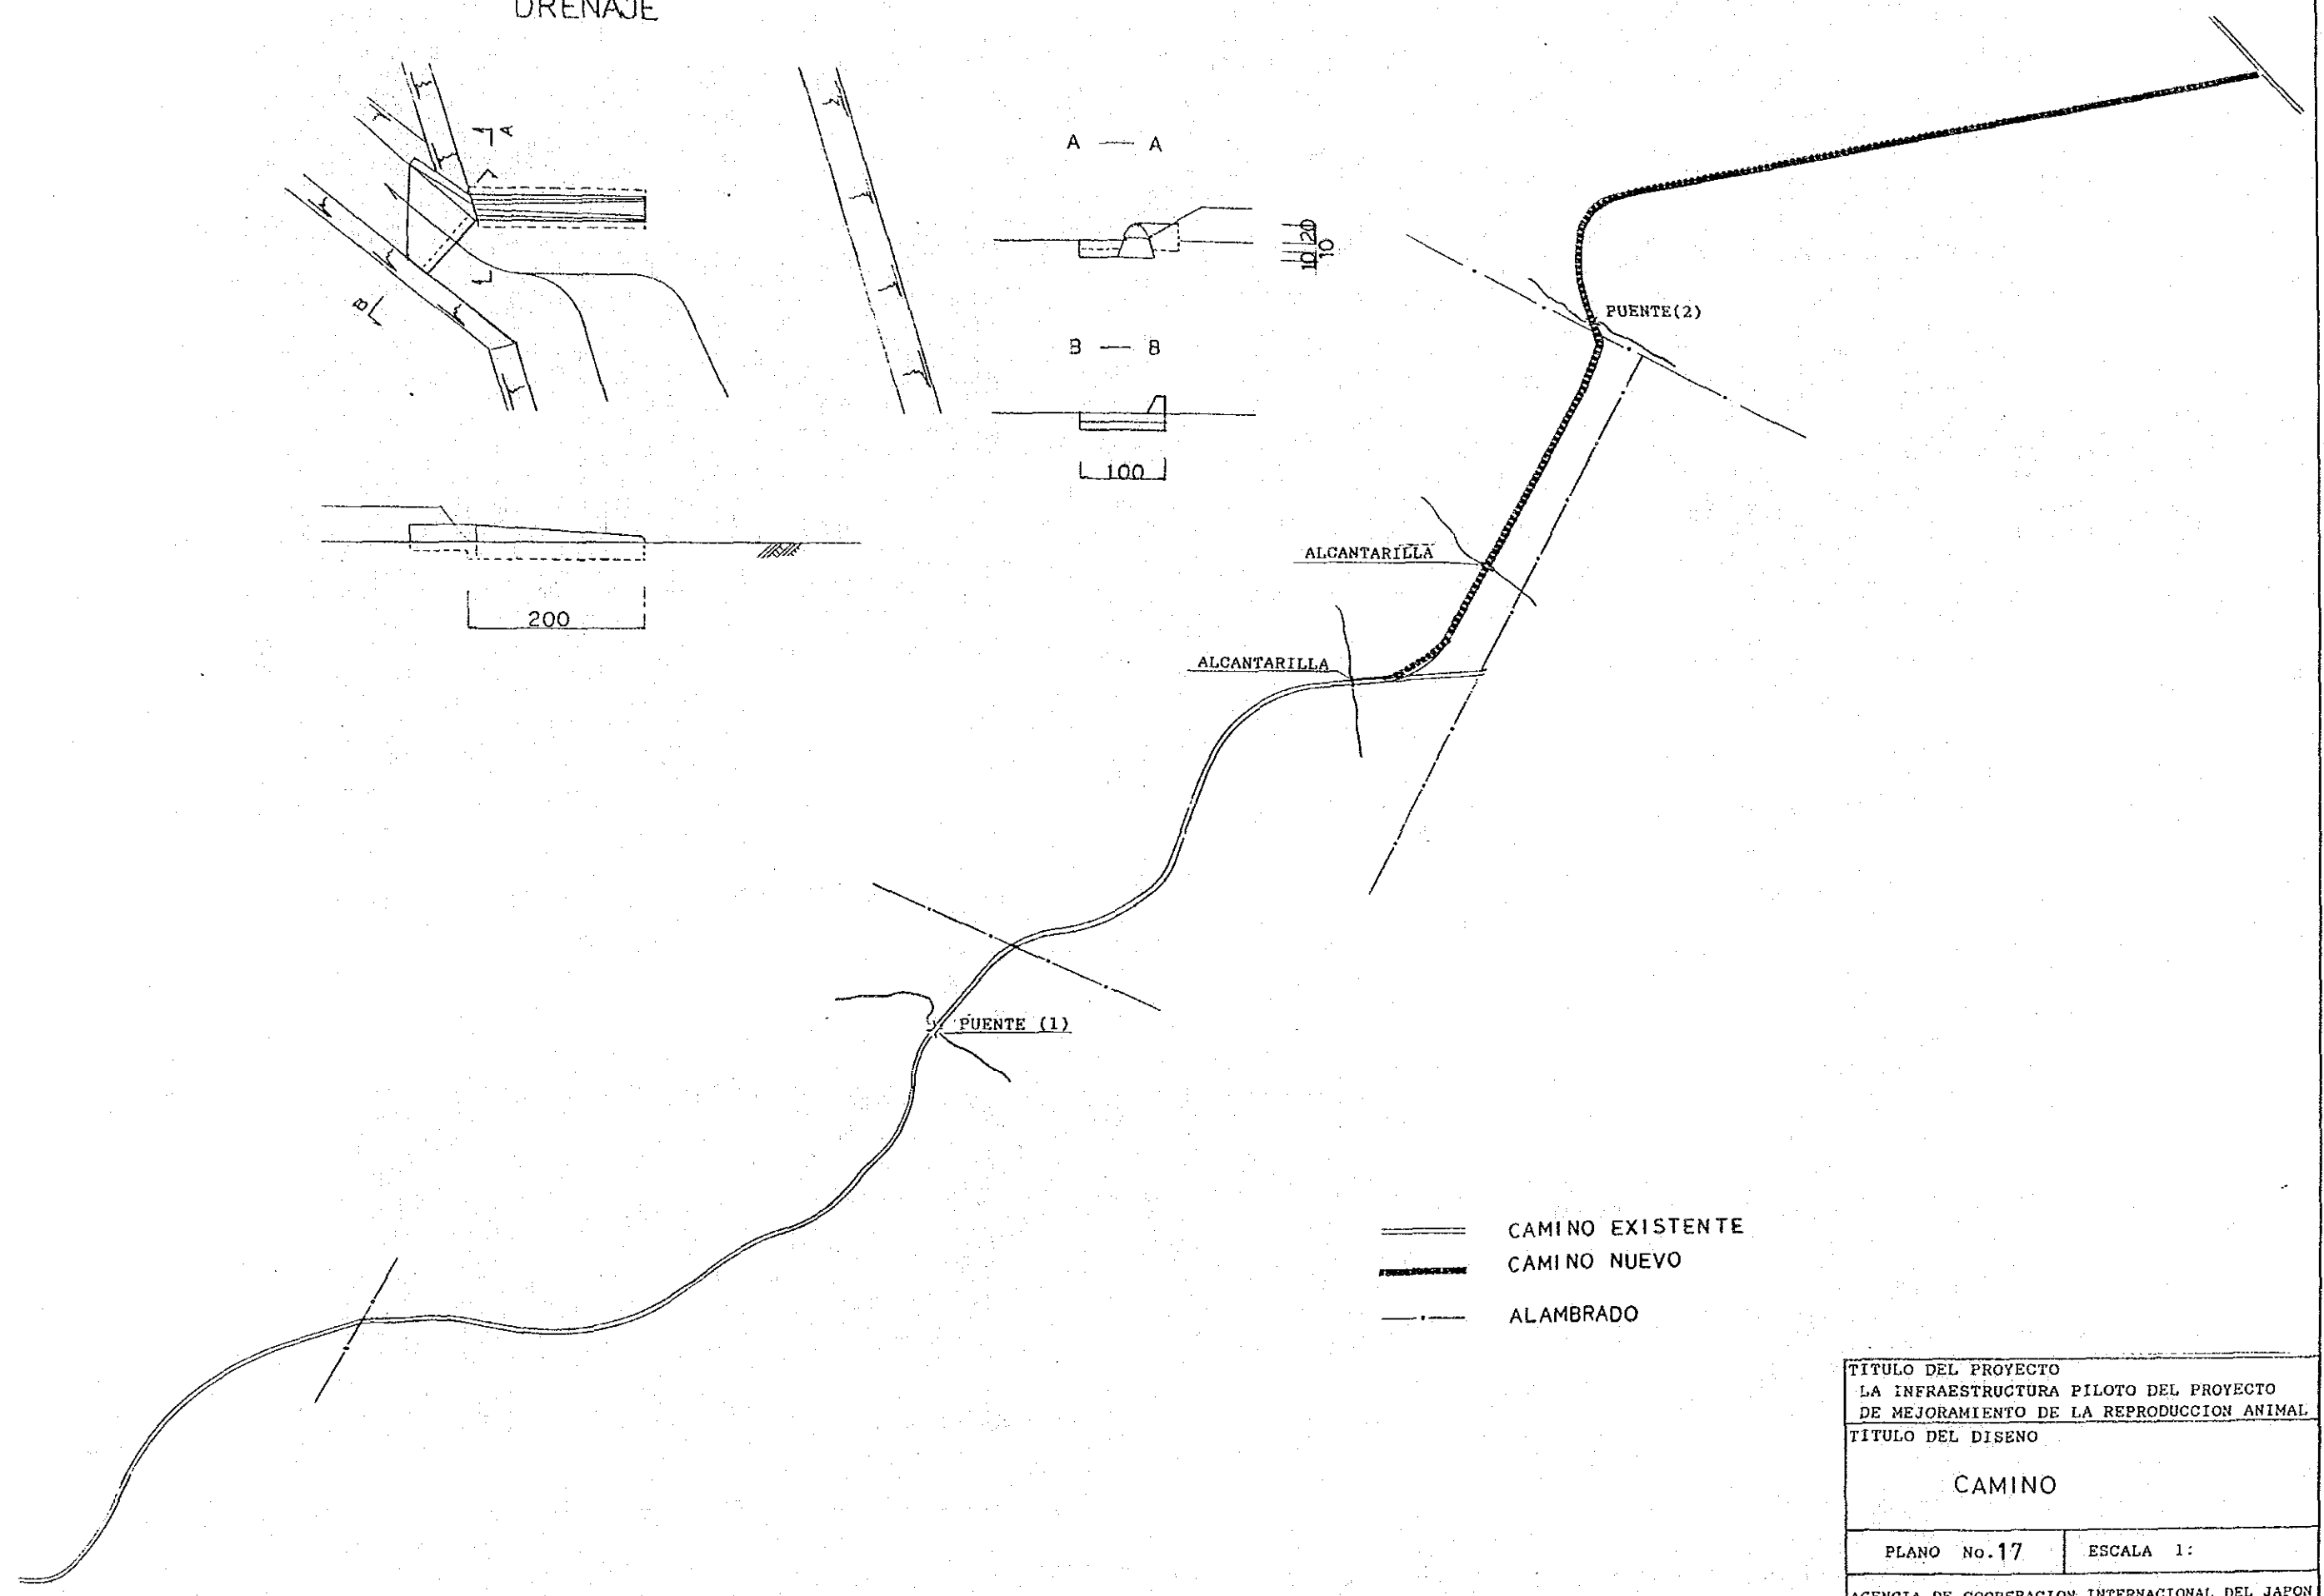 DRENAJE
A
A — A
20
10
10
B
B — B
100
200
PUENTE(2)
ALCANTARILLA
ALCANTARILLA
PUENTE (1)
CAMINO EXISTENTE
CAMINO NUEVO
ALAMBRADO
TITULO DEL PROYECTO
LA INFRAESTRUCTURA PILOTO DEL PROYECTO
DE MEJORAMIENTO DE LA REPRODUCCION ANIMAL
TITULO DEL DISENO
CAMINO
PLANO No.17 ESCALA 1:
AGENCIA DE COOPERACION INTERNACIONAL DEL JAPON